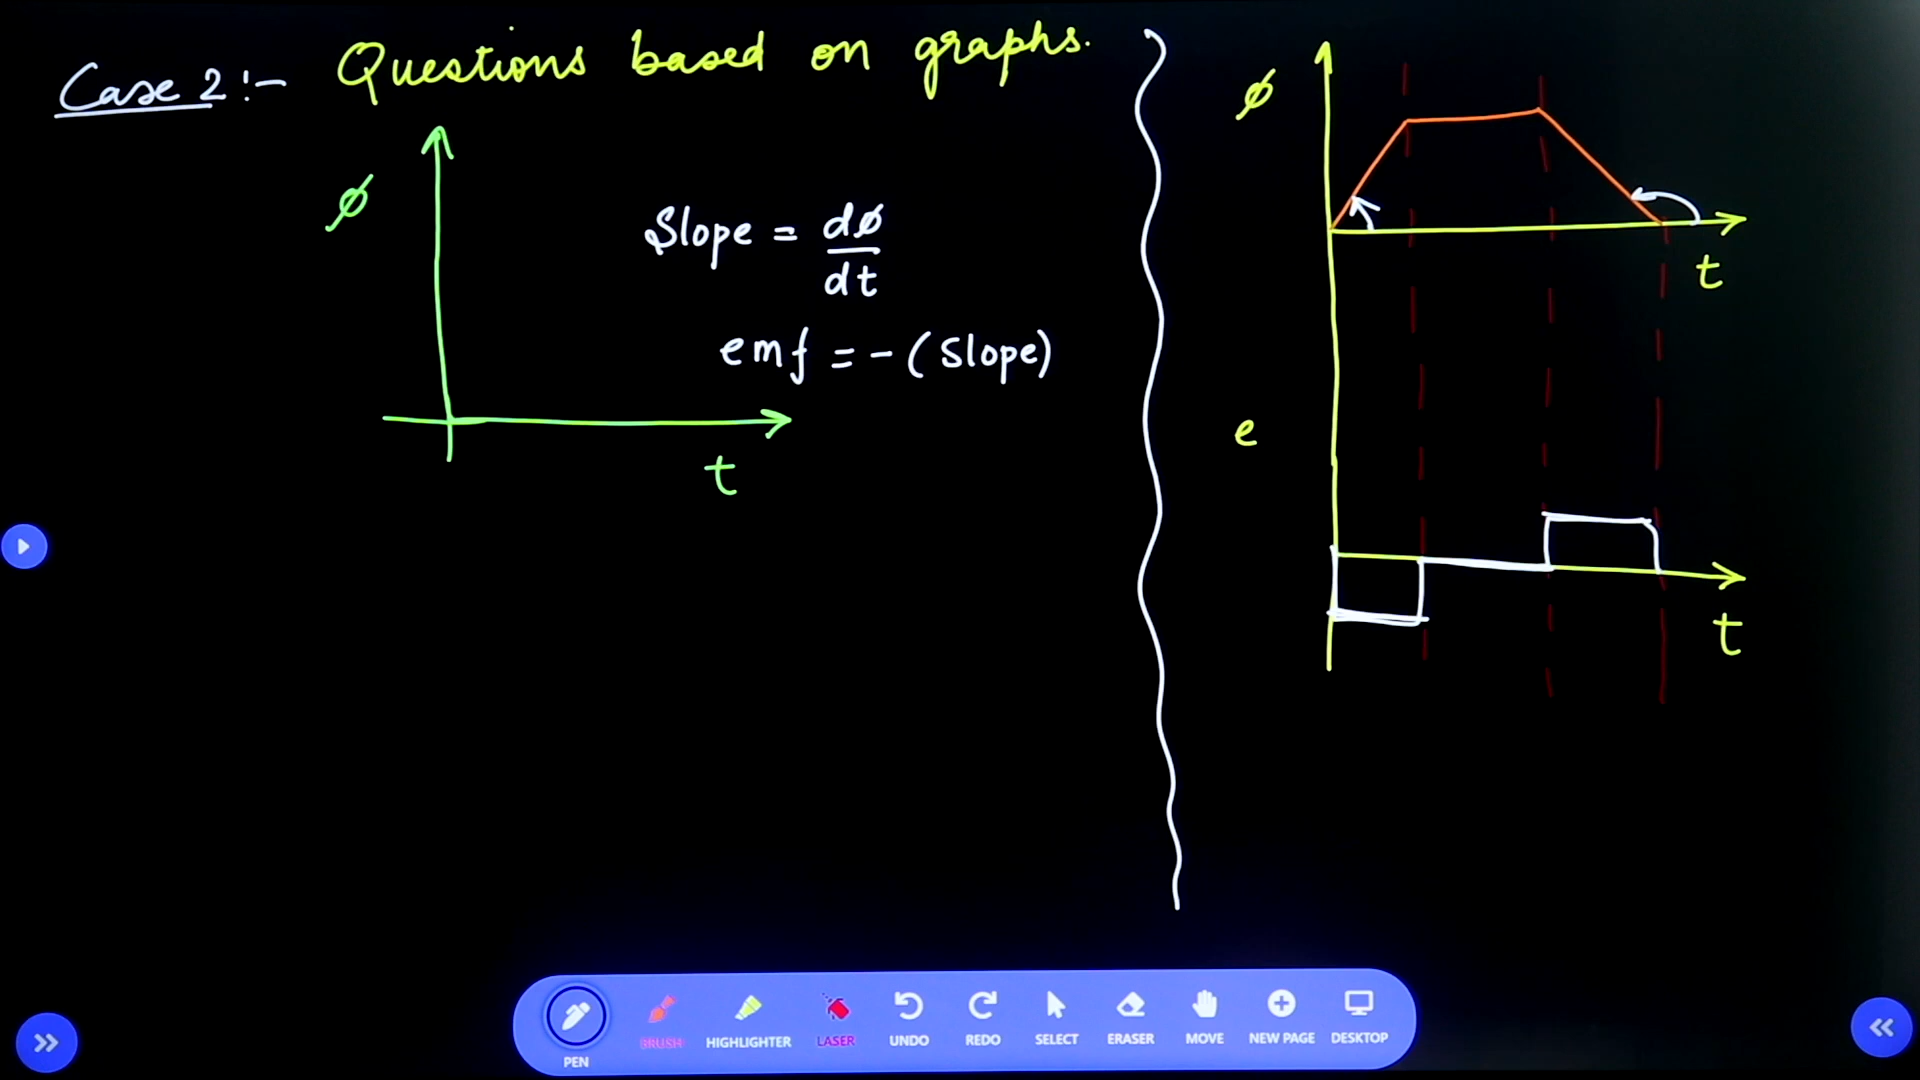 Case 2 :- Questions based on graphs.
ϕ
Slope = dϕ/dt
emf = - (Slope)
t
ϕ
t
e
t
PEN
BRUSH
HIGHLIGHTER
LASER
UNDO
REDO
SELECT
ERASER
MOVE
NEW PAGE
DESKTOP